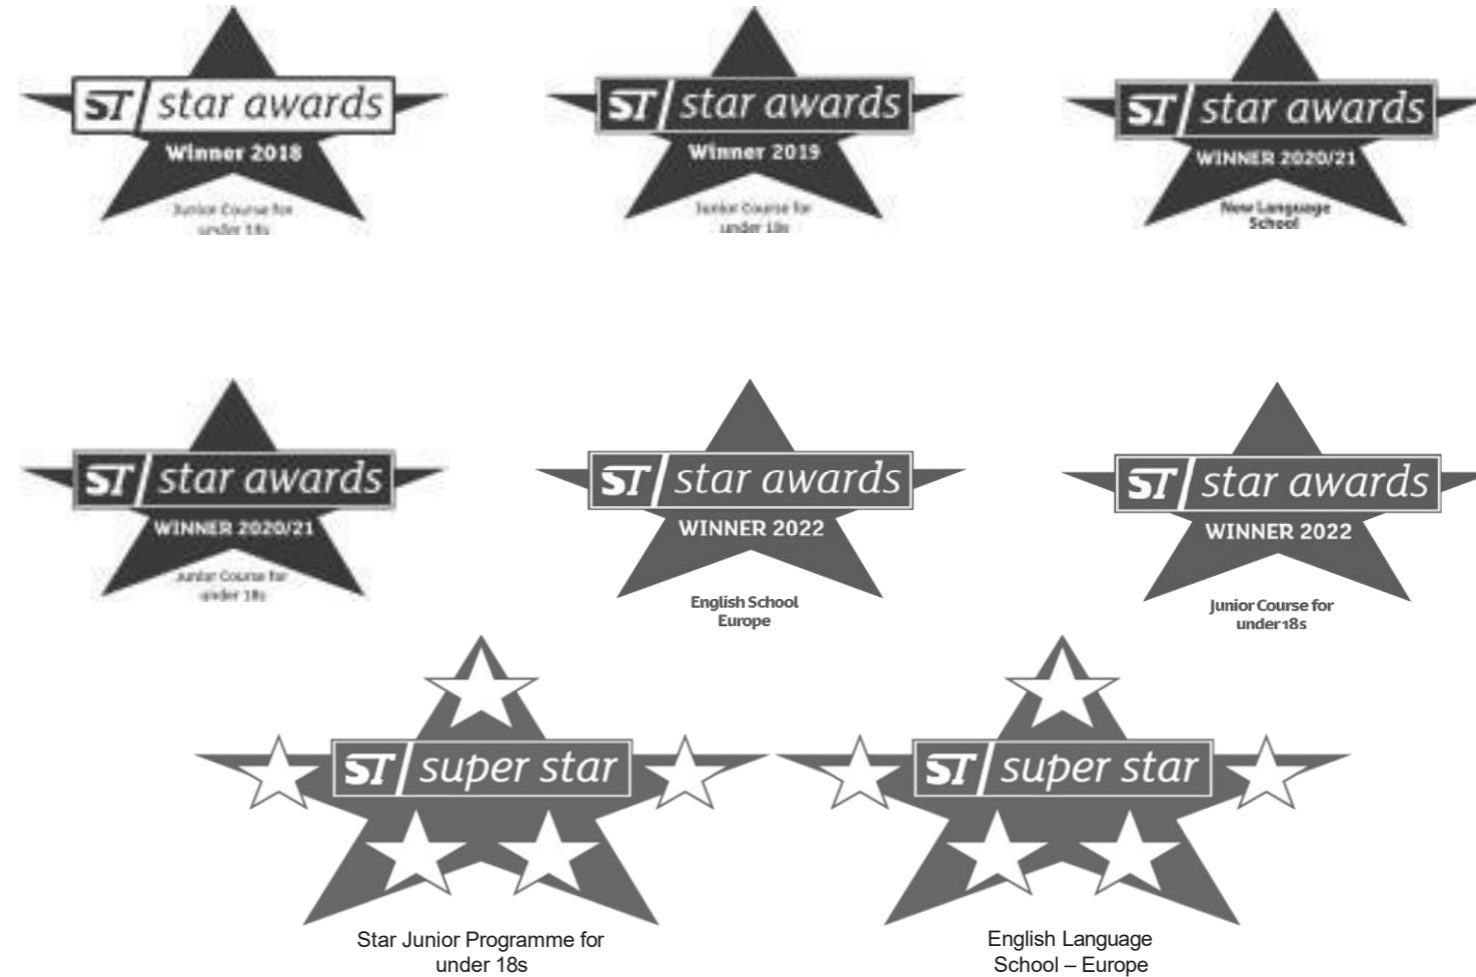 ST star awards
Winner 2018
Junior Course for
under 18s
ST star awards
Winner 2019
Junior Course for
under 18s
ST star awards
WINNER 2020/21
New Language
School
ST star awards
WINNER 2020/21
Junior Course for
under 18s
ST star awards
WINNER 2022
English School
Europe
ST star awards
WINNER 2022
Junior Course for
under 18s
ST super star
Star Junior Programme for
under 18s
ST super star
English Language
School – Europe